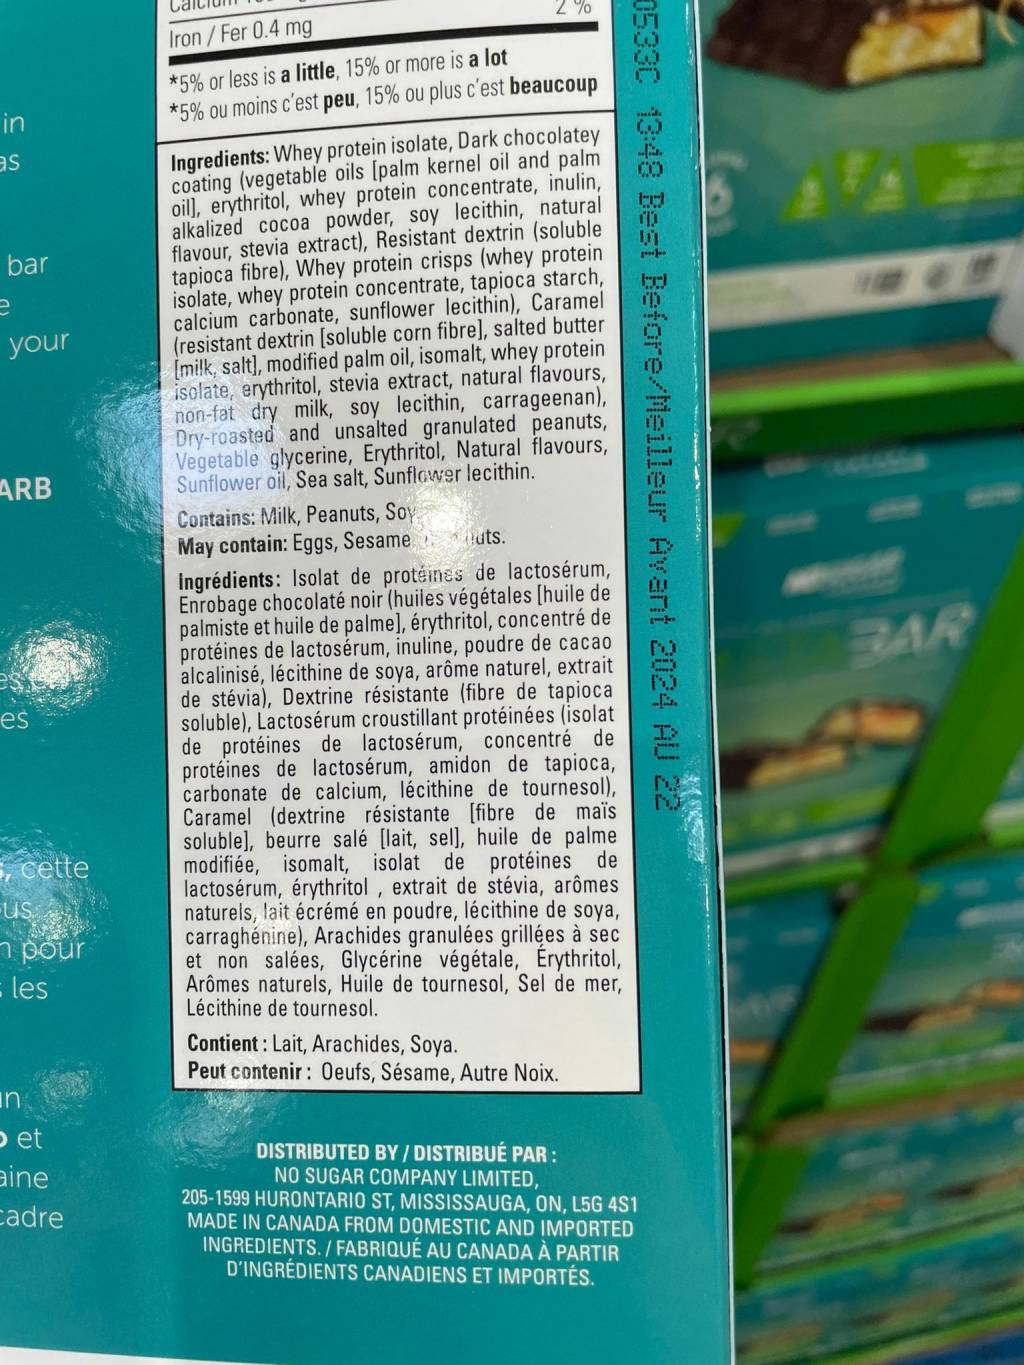 Iron / Fer 0.4 mg
2 %
*5% or less is a little, 15% or more is a lot
*5% ou moins c'est peu, 15% ou plus c'est beaucoup
Ingredients: Whey protein isolate, Dark chocolatey
coating (vegetable oils [palm kernel oil and palm
oil], erythritol, whey protein concentrate, inulin,
alkalized cocoa powder, soy lecithin, natural
flavour, stevia extract), Resistant dextrin (soluble
tapioca fibre), Whey protein crisps (whey protein
isolate, whey protein concentrate, tapioca starch,
calcium carbonate, sunflower lecithin), Caramel
(resistant dextrin [soluble corn fibre], salted butter
[milk, salt], modified palm oil, isomalt, whey protein
isolate, erythritol, stevia extract, natural flavours,
non-fat dry milk, soy lecithin, carrageenan),
Dry-roasted and unsalted granulated peanuts,
Vegetable glycerine, Erythritol, Natural flavours,
Sunflower oil, Sea salt, Sunflower lecithin.
Contains: Milk, Peanuts, Soy
May contain: Eggs, Sesame
Ingrédients: Isolat de protéines de lactosérum,
Enrobage chocolaté noir (huiles végétales [huile de
palmiste et huile de palme], érythritol, concentré de
protéines de lactosérum, inuline, poudre de cacao
alcalinisé, lécithine de soya, arôme naturel, extrait
de stévia), Dextrine résistante (fibre de tapioca
soluble), Lactosérum croustillant protéinées (isolat
de protéines de lactosérum, concentré de
protéines de lactosérum, amidon de tapioca,
carbonate de calcium, lécithine de tournesol),
Caramel (dextrine résistante [fibre de maïs
soluble], beurre salé [lait, sel], huile de palme
modifiée, isomalt, isolat de protéines de
lactosérum, érythritol , extrait de stévia, arômes
naturels, lait écrémé en poudre, lécithine de soya,
carraghénine), Arachides granulées grillées à sec
et non salées, Glycérine végétale, Érythritol,
Arômes naturels, Huile de tournesol, Sel de mer,
Lécithine de tournesol.
Contient : Lait, Arachides, Soya.
Peut contenir : Oeufs, Sésame, Autre Noix.
DISTRIBUTED BY / DISTRIBUÉ PAR :
NO SUGAR COMPANY LIMITED,
205-1599 HURONTARIO ST, MISSISSAUGA, ON, L5G 4S1
MADE IN CANADA FROM DOMESTIC AND IMPORTED
INGREDIENTS. / FABRIQUÉ AU CANADA À PARTIR
D'INGRÉDIENTS CANADIENS ET IMPORTÉS.
0533C 13:48 Best Before/Meilleur Avant 2024 AU 22
bar
your
ARB
cette
pour
les
et
BAR